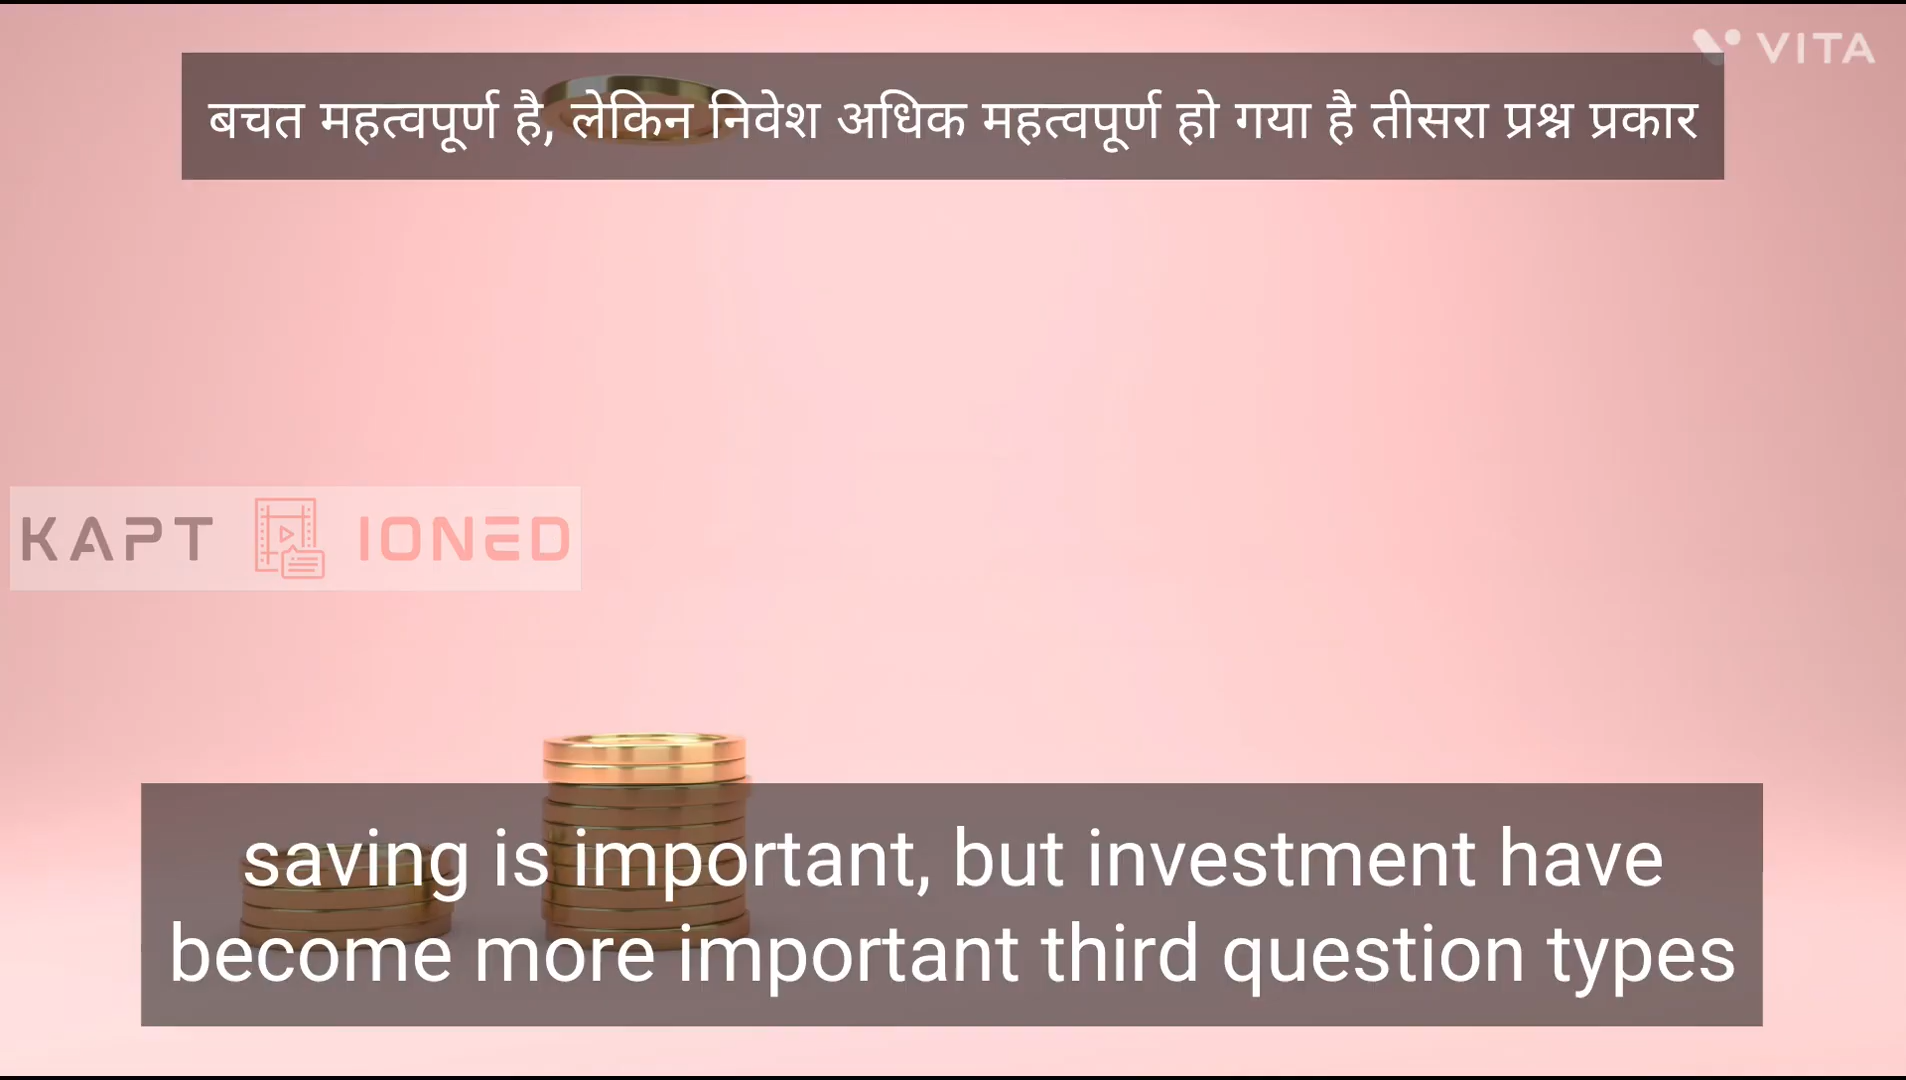 VITA
बचत महत्वपूर्ण है, लेकिन निवेश अधिक महत्वपूर्ण हो गया है तीसरा प्रश्न प्रकार
KAPT IONED
saving is important, but investment have
become more important third question types